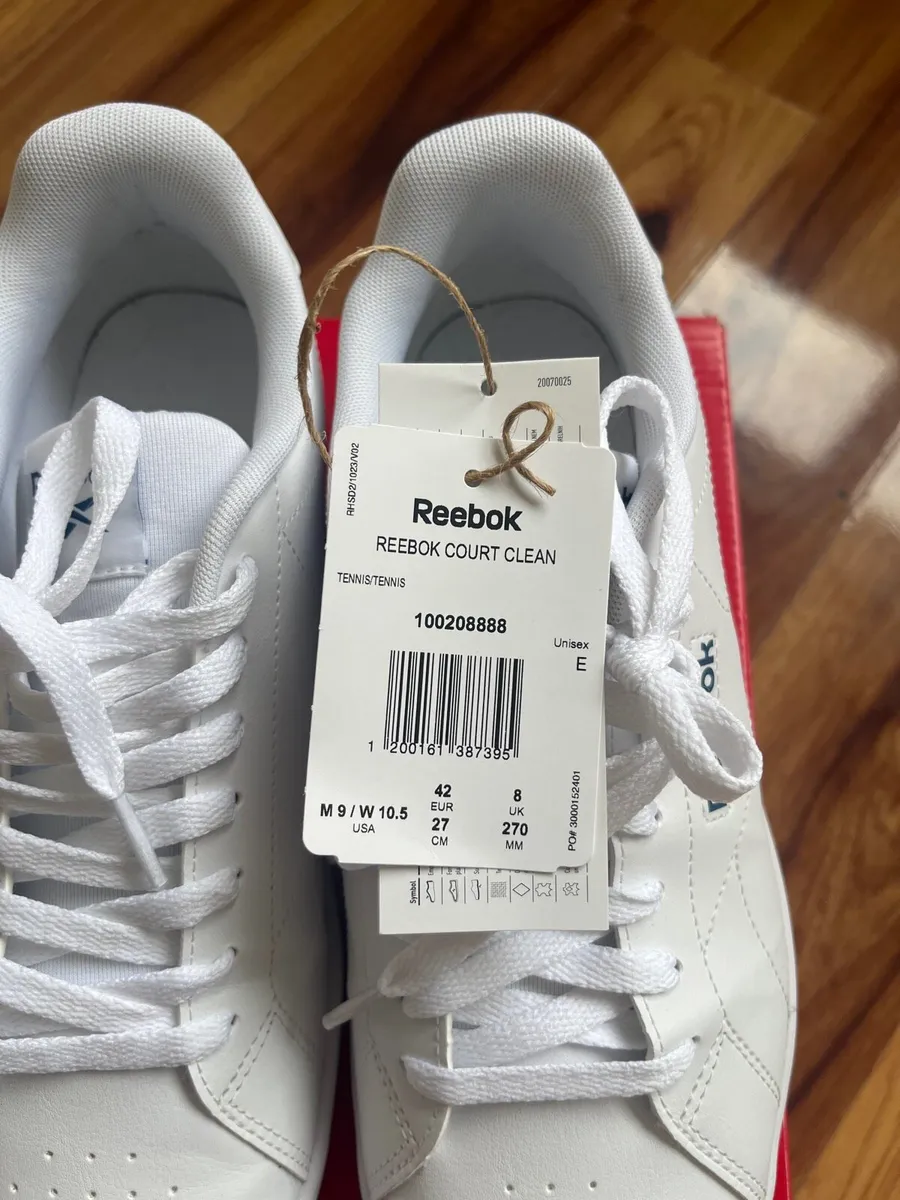 20070025
RHSD2/1023/V02
Reebok
REEBOK COURT CLEAN
TENNIS/TENNIS
100208888
Unisex
E
1 200161 387395
42
EUR
8
UK
M 9 / W 10.5
USA
27
CM
270
MM
PO# 3000152401
Symbol
ok